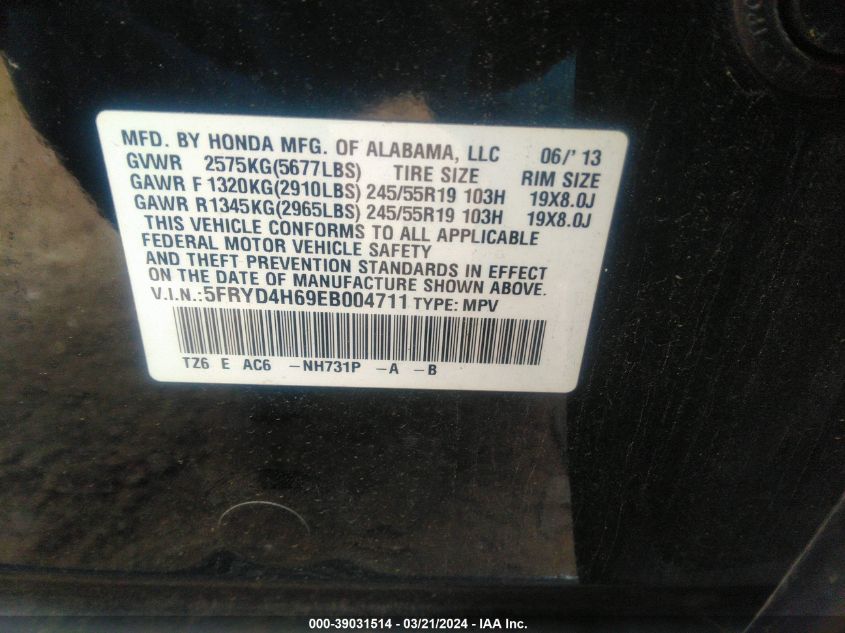 MFD. BY HONDA MFG. OF ALABAMA, LLC 06/' 13
GVWR 2575KG(5677LBS) TIRE SIZE RIM SIZE
GAWR F 1320KG(2910LBS) 245/55R19 103H 19X8.0J
GAWR R1345KG(2965LBS) 245/55R19 103H 19X8.0J
THIS VEHICLE CONFORMS TO ALL APPLICABLE
FEDERAL MOTOR VEHICLE SAFETY
AND THEFT PREVENTION STANDARDS IN EFFECT
ON THE DATE OF MANUFACTURE SHOWN ABOVE.
V.I.N.:5FRYD4H69EB004711 TYPE: MPV
TZ6 E AC6 -NH731P -A -B
000-39031514 - 03/21/2024 - IAA Inc.